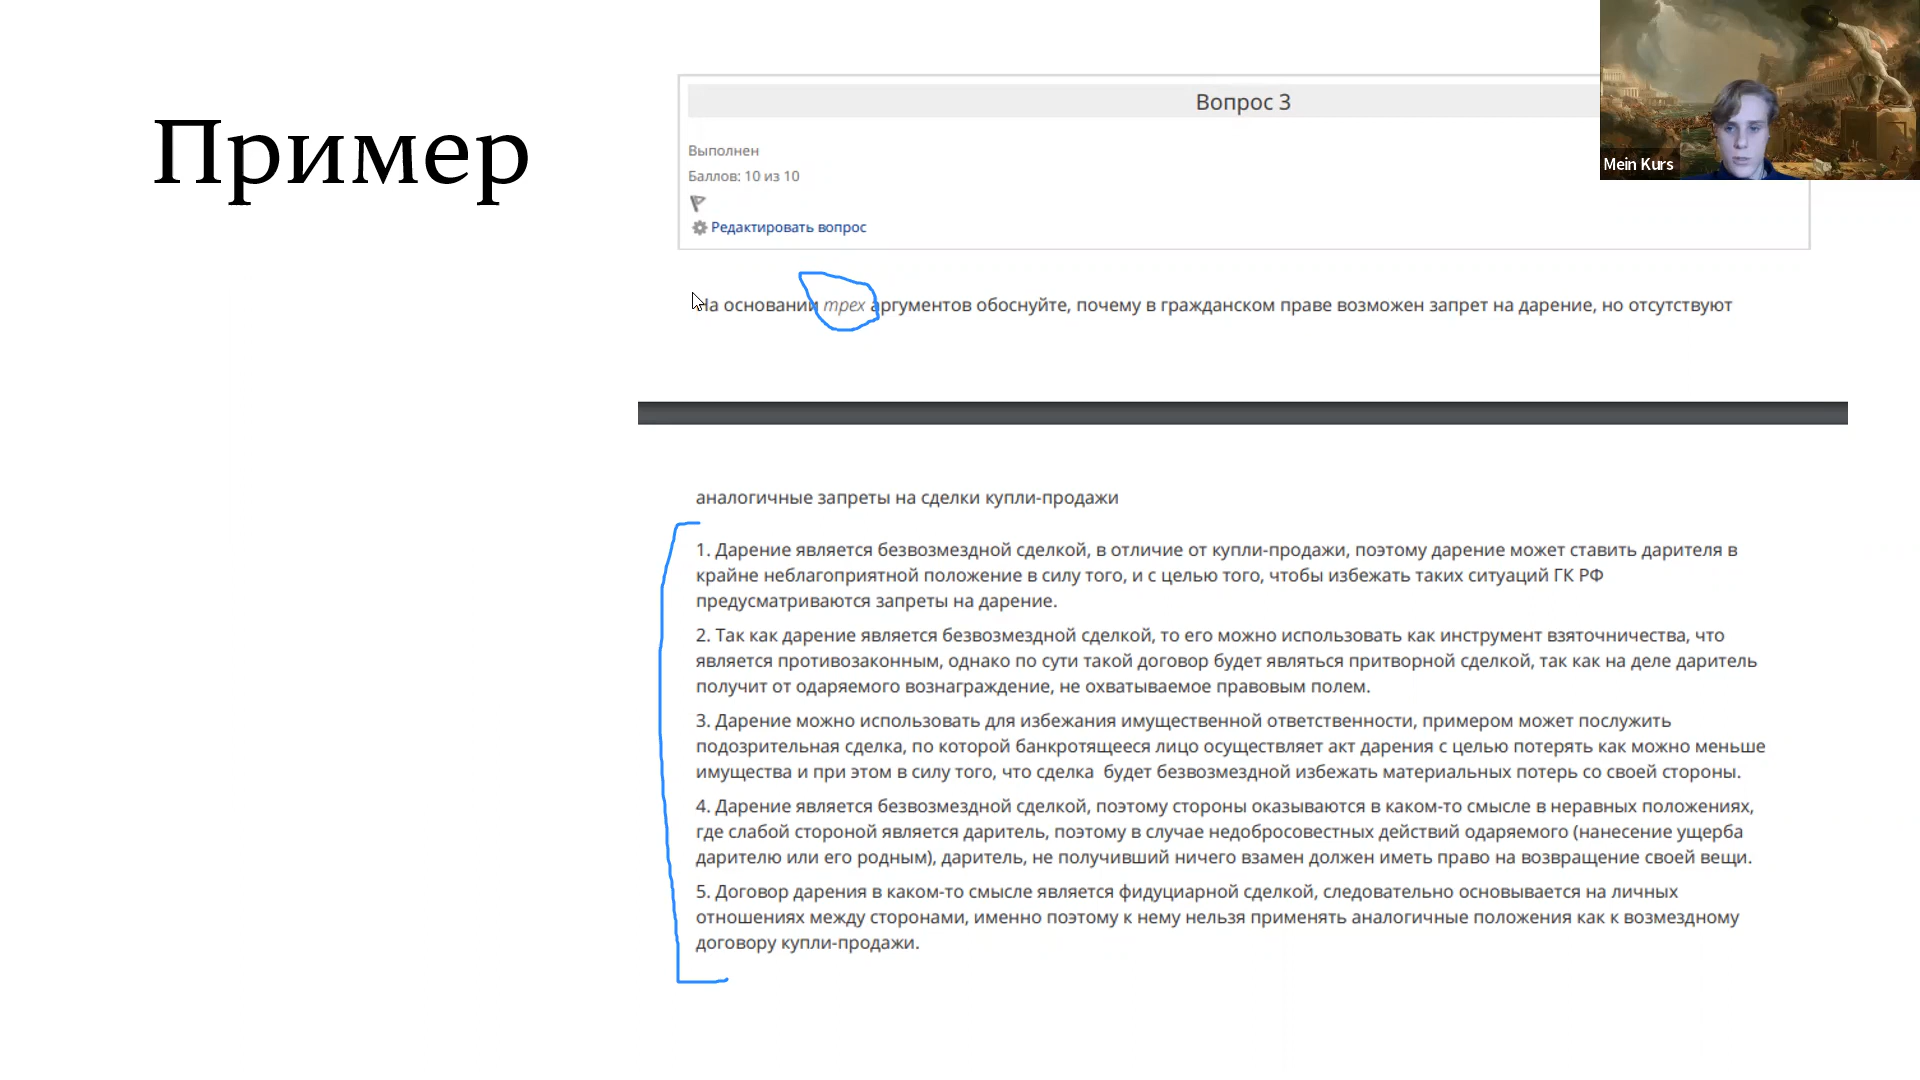 Пример
Вопрос 3
Mein Kurs
Выполнен
Баллов: 10 из 10
Редактировать вопрос
На основании трех аргументов обоснуйте, почему в гражданском праве возможен запрет на дарение, но отсутствуют
аналогичные запреты на сделки купли-продажи
1. Дарение является безвозмездной сделкой, в отличие от купли-продажи, поэтому дарение может ставить дарителя в
крайне неблагоприятной положение в силу того, и с целью того, чтобы избежать таких ситуаций ГК РФ
предусматриваются запреты на дарение.
2. Так как дарение является безвозмездной сделкой, то его можно использовать как инструмент взяточничества, что
является противозаконным, однако по сути такой договор будет являться притворной сделкой, так как на деле даритель
получит от одаряемого вознаграждение, не охватываемое правовым полем.
3. Дарение можно использовать для избежания имущественной ответственности, примером может послужить
подозрительная сделка, по которой банкротящееся лицо осуществляет акт дарения с целью потерять как можно меньше
имущества и при этом в силу того, что сделка будет безвозмездной избежать материальных потерь со своей стороны.
4. Дарение является безвозмездной сделкой, поэтому стороны оказываются в каком-то смысле в неравных положениях,
где слабой стороной является даритель, поэтому в случае недобросовестных действий одаряемого (нанесение ущерба
дарителю или его родным), даритель, не получивший ничего взамен должен иметь право на возвращение своей вещи.
5. Договор дарения в каком-то смысле является фидуциарной сделкой, следовательно основывается на личных
отношениях между сторонами, именно поэтому к нему нельзя применять аналогичные положения как к возмездному
договору купли-продажи.